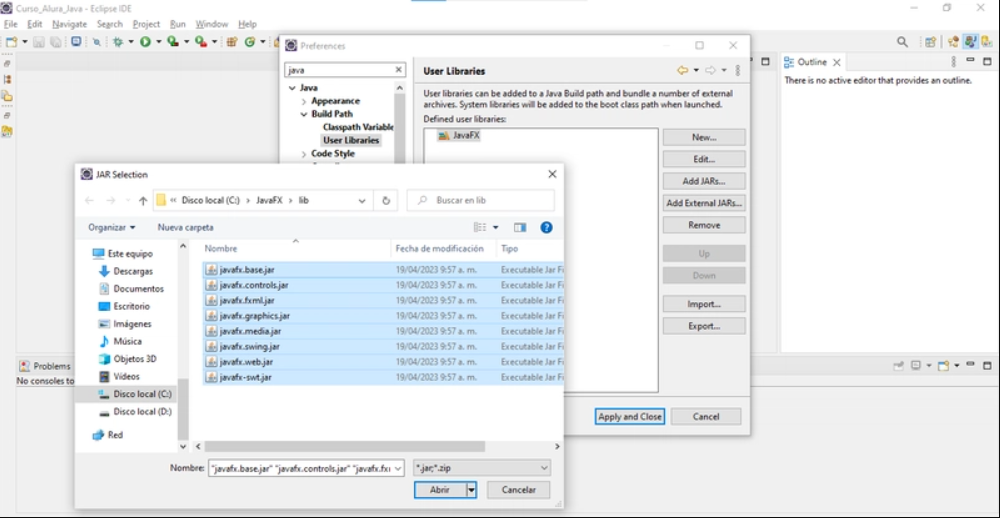 Curso_Alura_Java - Eclipse IDE
File Edit Navigate Search Project Run Window Help
Preferences
java
Java
Appearance
Build Path
Classpath Variable
User Libraries
Code Style
User Libraries
User libraries can be added to a Java Build path and bundle a number of external
archives. System libraries will be added to the boot class path when launched.
Defined user libraries:
JavaFX
New...
Edit...
Add JARs...
Add External JARs...
Remove
Up
Down
Import...
Export...
Apply and Close Cancel
Outline
There is no active editor that provides an outline.
Problems
No consoles to
JAR Selection
« Disco local (C:) > JavaFX > lib
Buscar en lib
Organizar Nueva carpeta
Este equipo
Descargas
Documentos
Escritorio
Imágenes
Música
Objetos 3D
Vídeos
Disco local (C:)
Disco local (D:)
Red
Nombre Fecha de modificación Tipo
javafx.base.jar 19/04/2023 9:57 a. m. Executable Jar Fi
javafx.controls.jar 19/04/2023 9:57 a. m. Executable Jar Fi
javafx.fxml.jar 19/04/2023 9:57 a. m. Executable Jar Fi
javafx.graphics.jar 19/04/2023 9:57 a. m. Executable Jar Fi
javafx.media.jar 19/04/2023 9:57 a. m. Executable Jar Fi
javafx.swing.jar 19/04/2023 9:57 a. m. Executable Jar Fi
javafx.web.jar 19/04/2023 9:57 a. m. Executable Jar Fi
javafx-swt.jar 19/04/2023 9:57 a. m. Executable Jar Fi
Nombre: "javafx.base.jar" "javafx.controls.jar" "javafx.fxı *.jar;*.zip
Abrir Cancelar